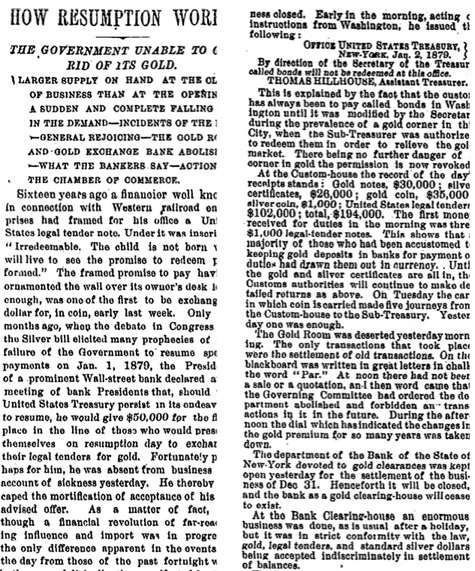 HOW RESUMPTION WORK
THE GOVERNMENT UNABLE TO G
RID OF ITS GOLD.
LARGER SUPPLY ON HAND AT THE CL
OF BUSINESS THAN AT THE OPENIN
A SUDDEN AND COMPLETE FALLING
IN THE DEMAND—INCIDENTS OF THE
—GENERAL REJOICING—THE GOLD RO
AND GOLD EXCHANGE BANK ABOLIS
—WHAT THE BANKERS SAY—ACTION
THE CHAMBER OF COMMERCE.
Sixteen years ago a financier well kno
in connection with Western railroad en
prises had framed for his office a Uni
States legal tender note. Under it was inscri
"Irredeemable. The child is not born
will live to see the promise to redeem p
formed." The framed promise to pay hav
ornamented the wall over its owner's desk l
enough, was one of the first to be exchang
dollar for, in coin, early last week. Only
months ago, when the debate in Congress
the Silver bill elicited many prophecies of
failure of the Government to resume spe
payments on Jan. 1, 1879, the Presid
of a prominent Wall-street bank declared a
meeting of bank Presidents that, should
United States Treasury persist in its endeav
to resume, he would give $50,000 for the fi
place in the line of those who would prese
themselves on resumption day to exchan
their legal tenders for gold. Fortunately p
haps for him, he was absent from business
account of sickness yesterday. He thereby
caped the mortification of acceptance of his
advised offer. As a matter of fact,
though a financial revolution of far-reac
ing influence and import was in progre
the only difference apparent in the events
the day from those of the past fortnight w
ness closed. Early in the morning, acting
instructions from Washington, he issued th
following:
OFFICE UNITED STATES TREASURY,
NEW-YORK, Jan. 2, 1879.
By direction of the Secretary of the Treasur
called bonds will not be redeemed at this office.
THOMAS HILLHOUSE, Assistant Treasurer.
This is explained by the fact that the custom
has always been to pay called bonds in Wash
ington until it was modified by the Secretar
during the prevalence of a gold corner in th
City, when the Sub-Treasurer was authorize
to redeem them in order to relieve the gol
market. There being no further danger of
corner in gold the permission is now revoked
At the Custom-house the record of the day'
receipts stands: Gold notes, $30,000; silve
certificates, $26,000; gold coin, $35,000
silver coin, $1,000; United States legal tender
$102,000; total, $194,000. The first mone
received for duties in the morning was thre
$1,000 legal-tender notes. This shows that
majority of those who had been accustomed t
keeping gold deposits in banks for payment o
duties had drawn them out in currency. Unti
the gold and silver certificates are all in, th
Customs authorities will continue to make de
tailed returns as above. On Tuesday the car
in which coin is carried made five journeys fron
the Custom-house to the Sub-Treasury. Yester
day one was enough.
The Gold Room was deserted yesterday morn
ing. The only transactions that took place
were the settlement of old transactions. On the
blackboard was written in great letters in chalk
the word "Par." At noon there had not been
a sale or a quotation, and then word came that
the Governing Committee had ordered the de
partment abolished and forbidden any trans-
actions in it in the future. During the after
noon the dial which has indicated the changes in
the gold premium for so many years was taken
down.
The department of the Bank of the State of
New-York devoted to gold clearances was kept
open yesterday for the settlement of the busi-
ness of Dec 31. Henceforth it will be closed,
and the bank as a gold clearing-house will cease
to exist.
At the Bank Clearing-house an enormous
business was done, as is usual after a holiday,
but it was in strict conformity with the law,
gold, legal tenders, and standard silver dollars
being accepted indiscriminately in settlement
of balances.